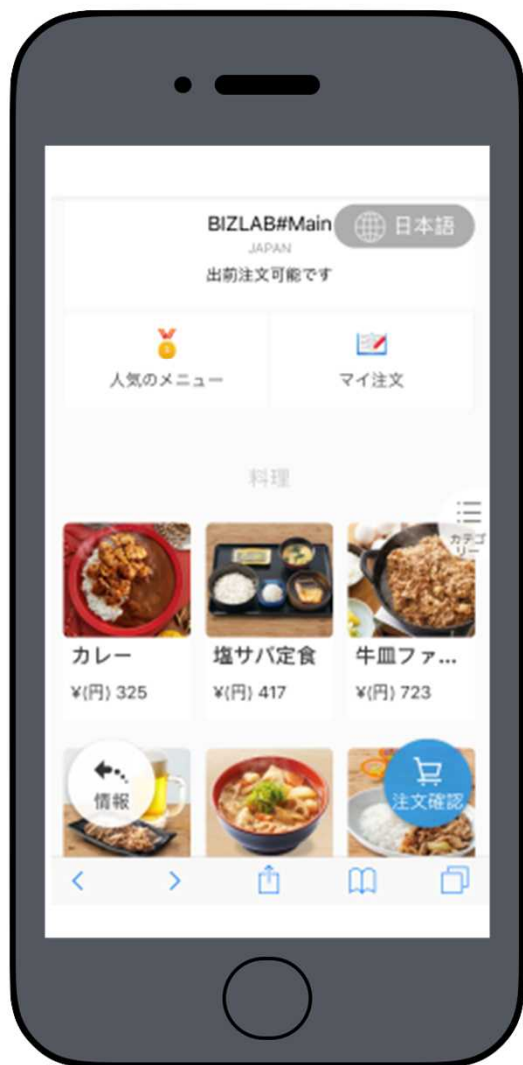 BIZLAB#Main
日本語
JAPAN
出前注文可能です
人気のメニュー
マイ注文
料理
カテゴ
リー
カレー
塩サバ定食
牛皿ファ...
¥(円) 325
¥(円) 417
¥(円) 723
情報
注文確認